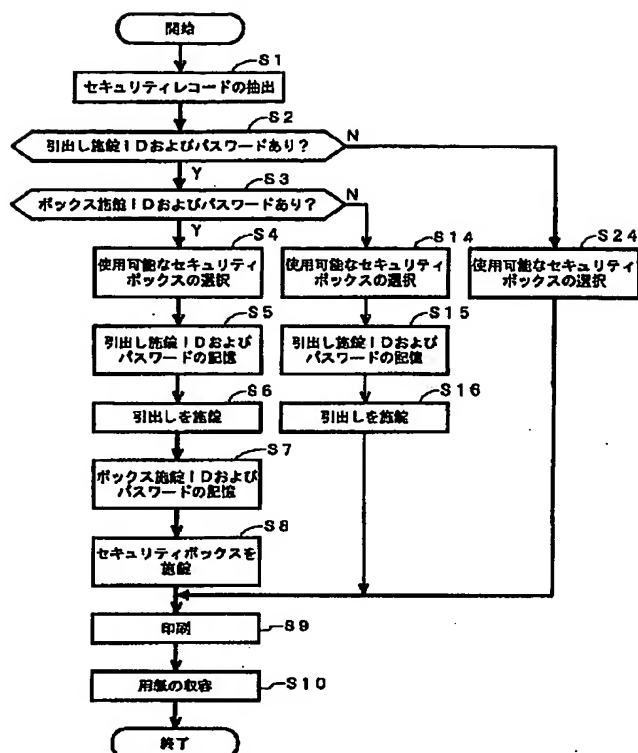 開始
S1
セキュリティレコードの抽出
S2
引出し施錠IDおよびパスワードあり?
N
Y
S3
ボックス施錠IDおよびパスワードあり?
N
Y
S4
使用可能なセキュリティ
ボックスの選択
S14
使用可能なセキュリティ
ボックスの選択
S24
使用可能なセキュリティ
ボックスの選択
S5
引出し施錠IDおよび
パスワードの記憶
S15
引出し施錠IDおよび
パスワードの記憶
S6
引出しを施錠
S16
引出しを施錠
S7
ボックス施錠IDおよび
パスワードの記憶
S8
セキュリティボックスを
施錠
S9
印刷
S10
用紙の収容
終了